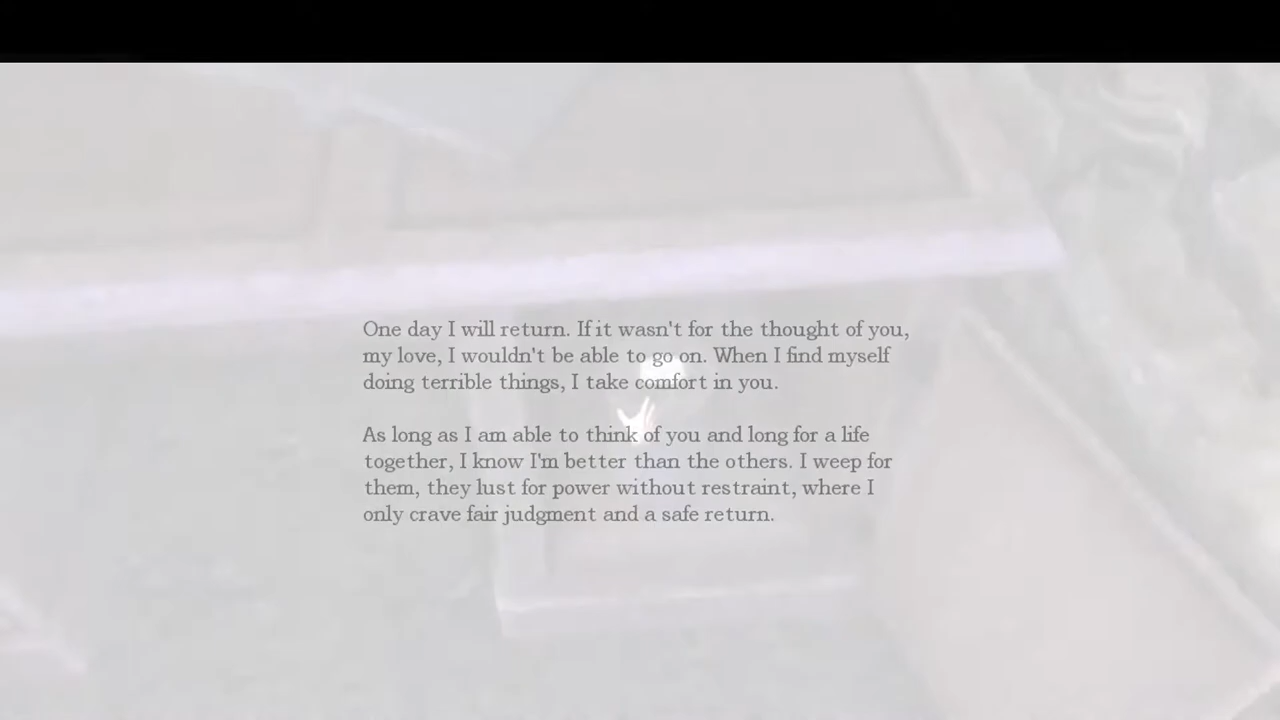 One day I will return. If it wasn't for the thought of you,
my love, I wouldn't be able to go on. When I find myself
doing terrible things, I take comfort in you.
As long as I am able to think of you and long for a life
together, I know I'm better than the others. I weep for
them, they lust for power without restraint, where I
only crave fair judgment and a safe return.